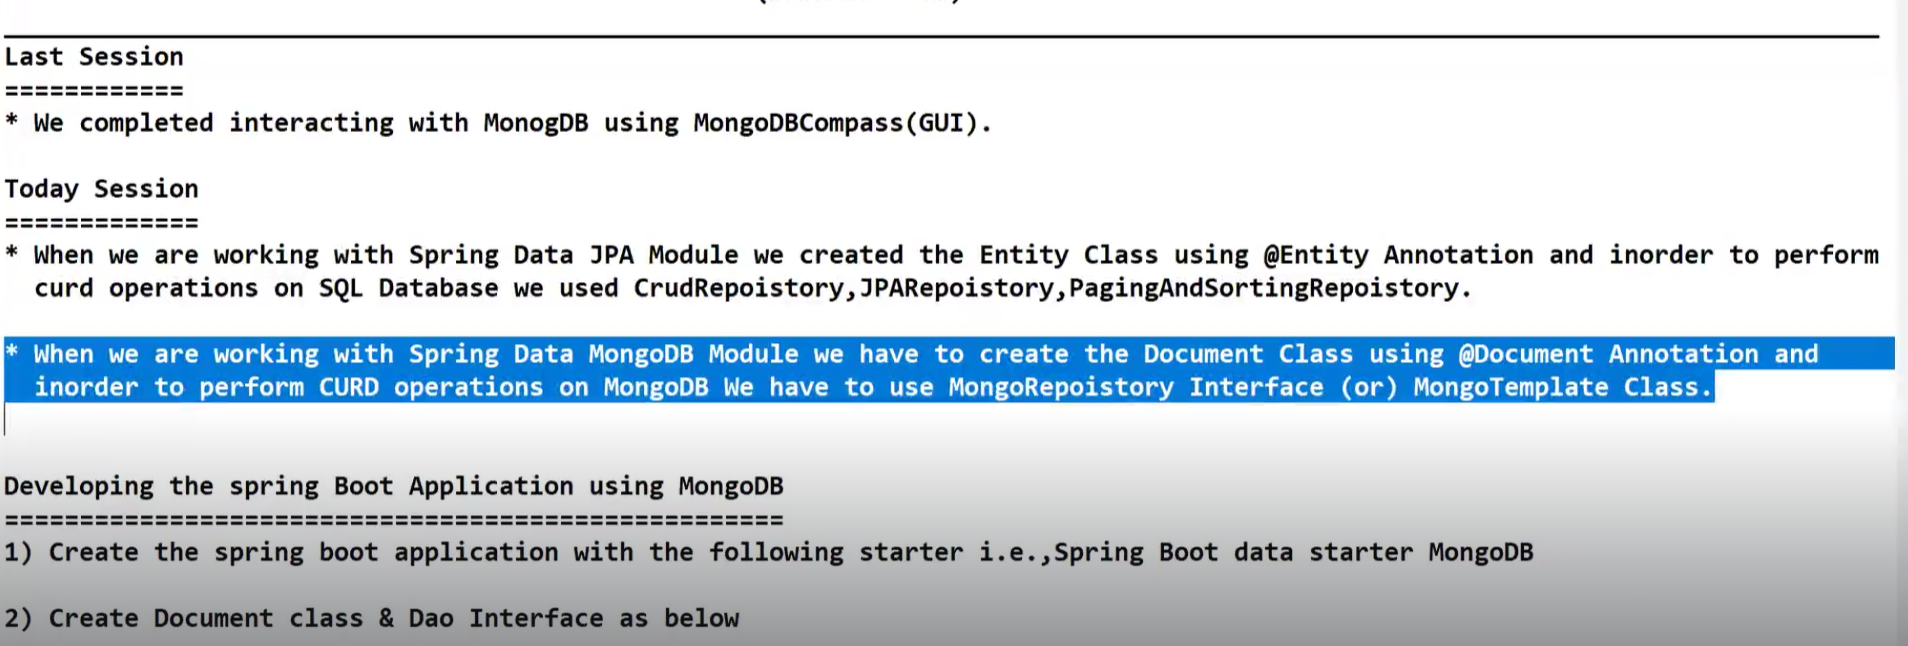 Last Session
============
* We completed interacting with MonogDB using MongoDBCompass(GUI).
Today Session
=============
* When we are working with Spring Data JPA Module we created the Entity Class using @Entity Annotation and inorder to perform
curd operations on SQL Database we used CrudRepoistory,JPARepoistory,PagingAndSortingRepoistory.
* When we are working with Spring Data MongoDB Module we have to create the Document Class using @Document Annotation and
inorder to perform CURD operations on MongoDB We have to use MongoRepoistory Interface (or) MongoTemplate Class.
Developing the spring Boot Application using MongoDB
====================================================
1) Create the spring boot application with the following starter i.e.,Spring Boot data starter MongoDB
2) Create Document class & Dao Interface as below